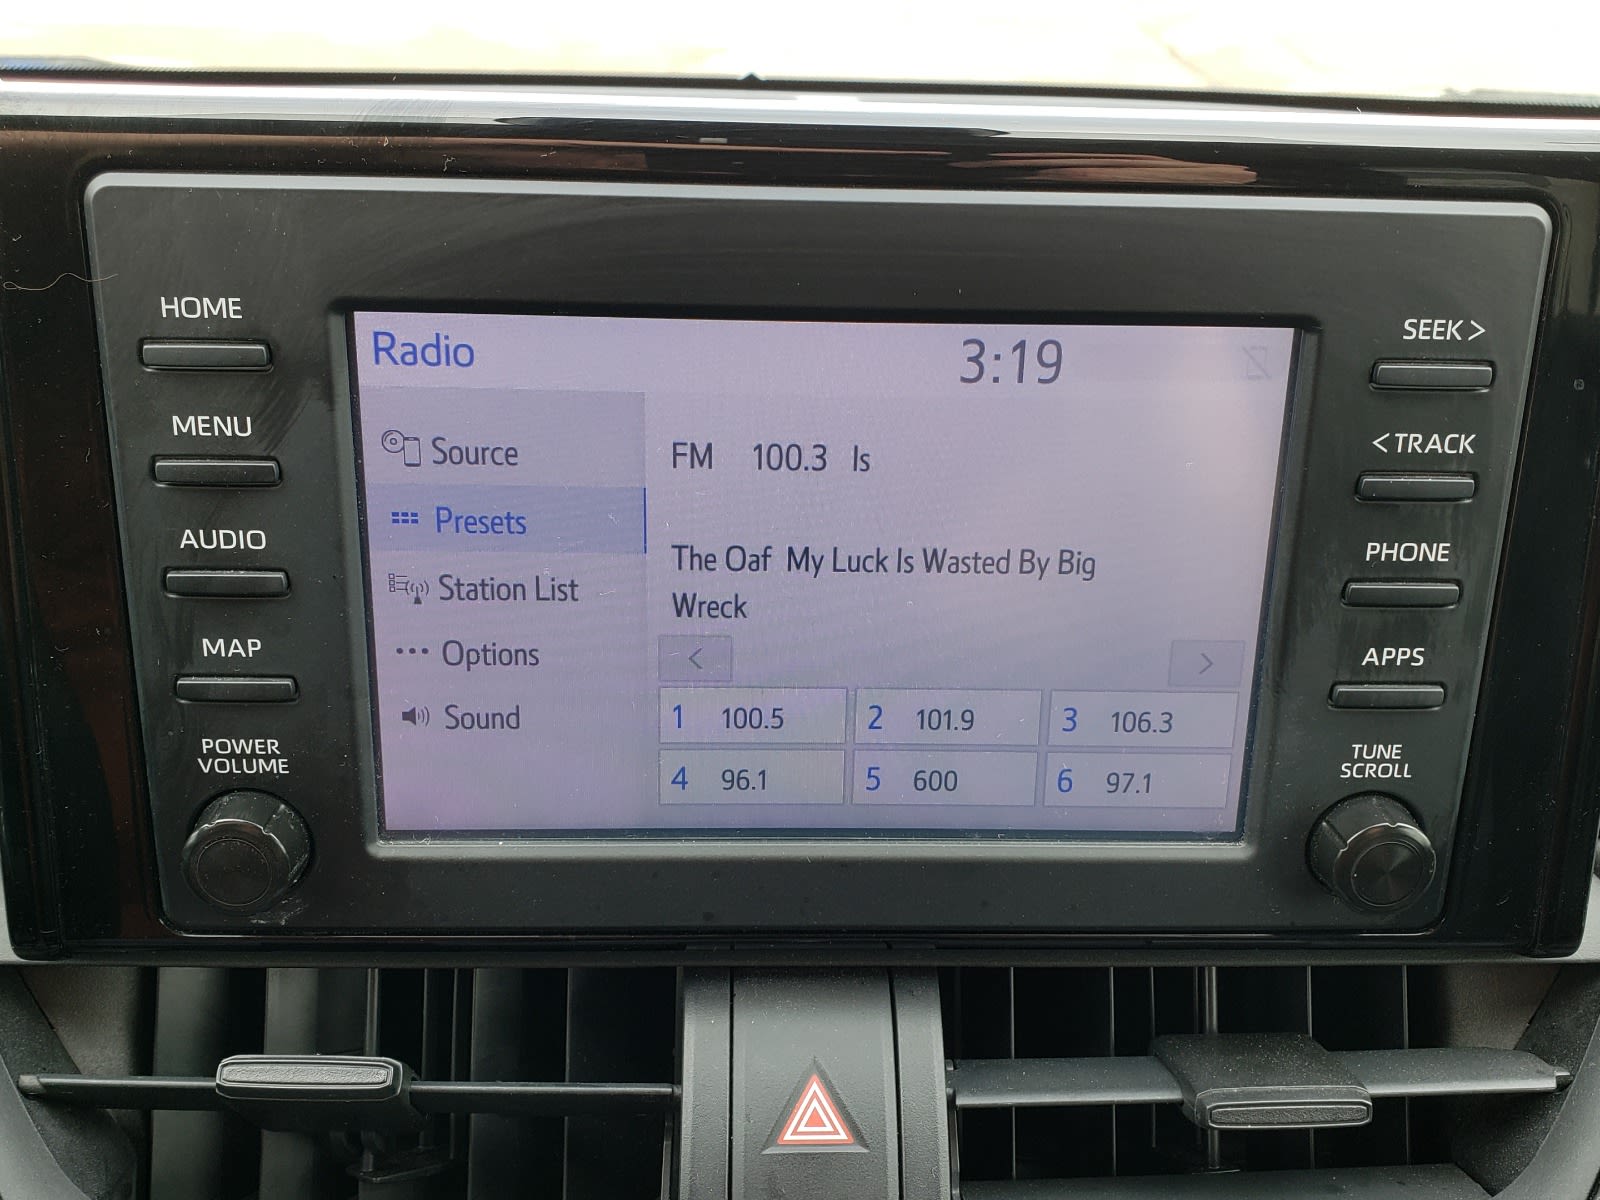 HOME
MENU
AUDIO
MAP
POWER
VOLUME
Radio
3:19
Source
Presets
Station List
Options
Sound
FM 100.3 Is
The Oaf My Luck Is Wasted By Big
Wreck
<
>
1 100.5
2 101.9
3 106.3
4 96.1
5 600
6 97.1
SEEK >
< TRACK
PHONE
APPS
TUNE
SCROLL